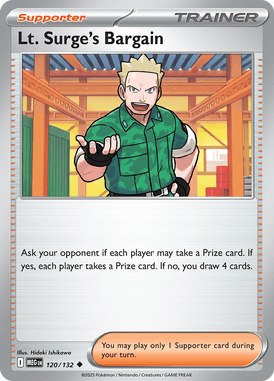 Supporter
TRAINER
Lt. Surge's Bargain
Ask your opponent if each player may take a Prize card. If
yes, each player takes a Prize card. If no, you draw 4 cards.
Illus. Hideki Ishikawa
You may play only 1 Supporter card during
your turn.
I MEG EN 120/132 ◆
©2025 Pokémon / Nintendo / Creatures / GAME FREAK